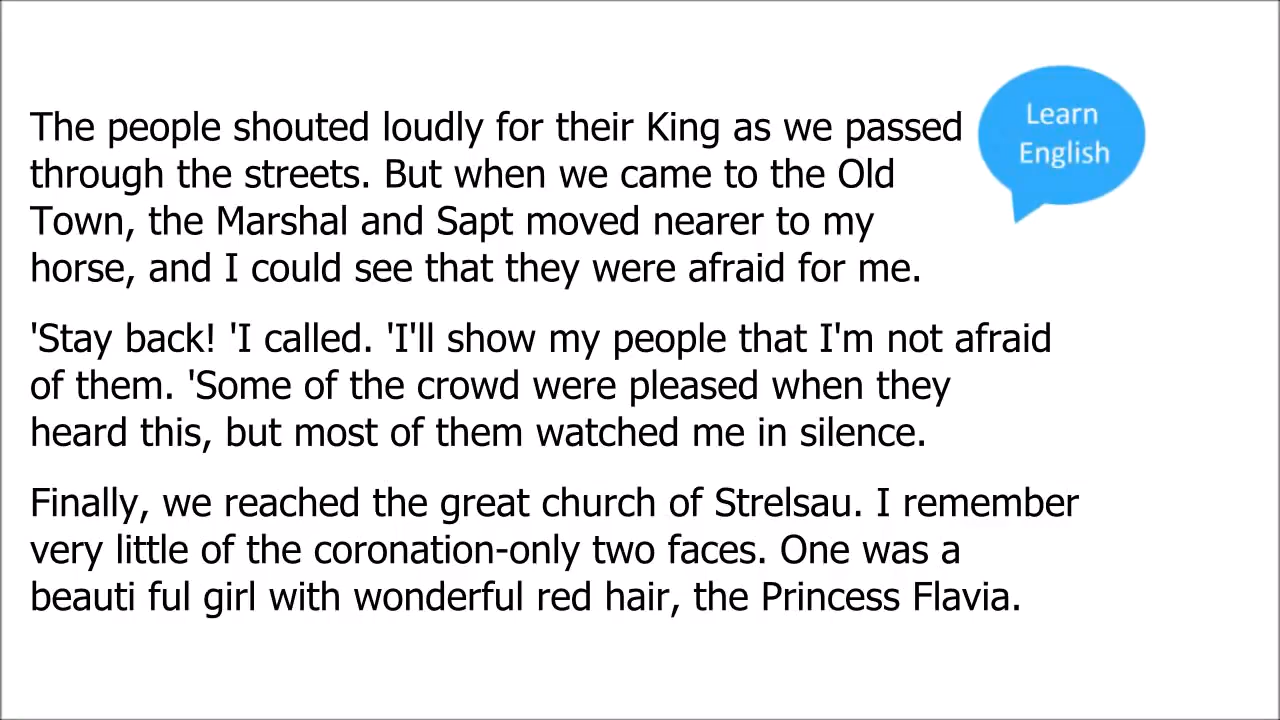 The people shouted loudly for their King as we passed
through the streets. But when we came to the Old
Town, the Marshal and Sapt moved nearer to my
horse, and I could see that they were afraid for me.
'Stay back! 'I called. 'I'll show my people that I'm not afraid
of them. 'Some of the crowd were pleased when they
heard this, but most of them watched me in silence.
Finally, we reached the great church of Strelsau. I remember
very little of the coronation-only two faces. One was a
beauti ful girl with wonderful red hair, the Princess Flavia.
Learn
English